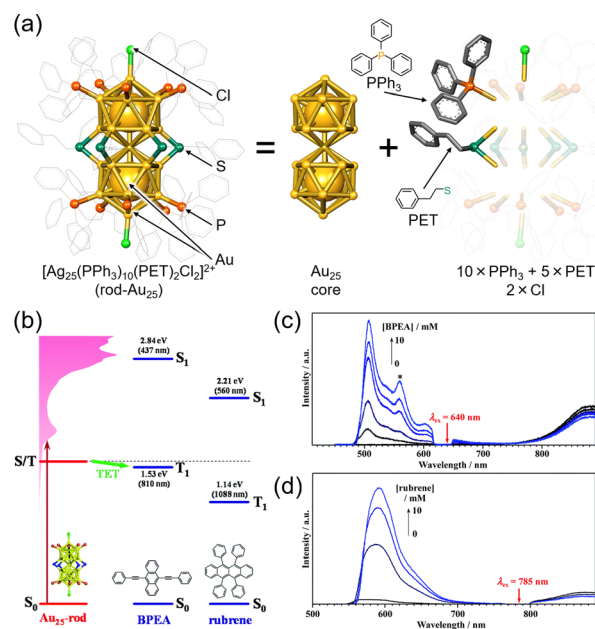 (a)
Cl
S
P
Au
[Ag25(PPh3)10(PET)2Cl2]2+
(rod-Au25)
=
Au25
core
+
P
PPh3
S
PET
10 × PPh3 + 5 × PET
2 × Cl
(b)
2.84 eV
(437 nm)
S1
2.21 eV
(560 nm)
S1
S/T
TET
T1
1.53 eV
(810 nm)
1.14 eV
(1088 nm)
T1
S0
S0
S0
Au25-rod
BPEA
rubrene
(c)
[BPEA] / mM
10
0
*
λex = 640 nm
Intensity / a.u.
500
600
700
800
Wavelength / nm
(d)
[rubrene]
/ mM
10
0
λex = 785 nm
Intensity / a.u.
500
600
700
800
900
Wavelength / nm